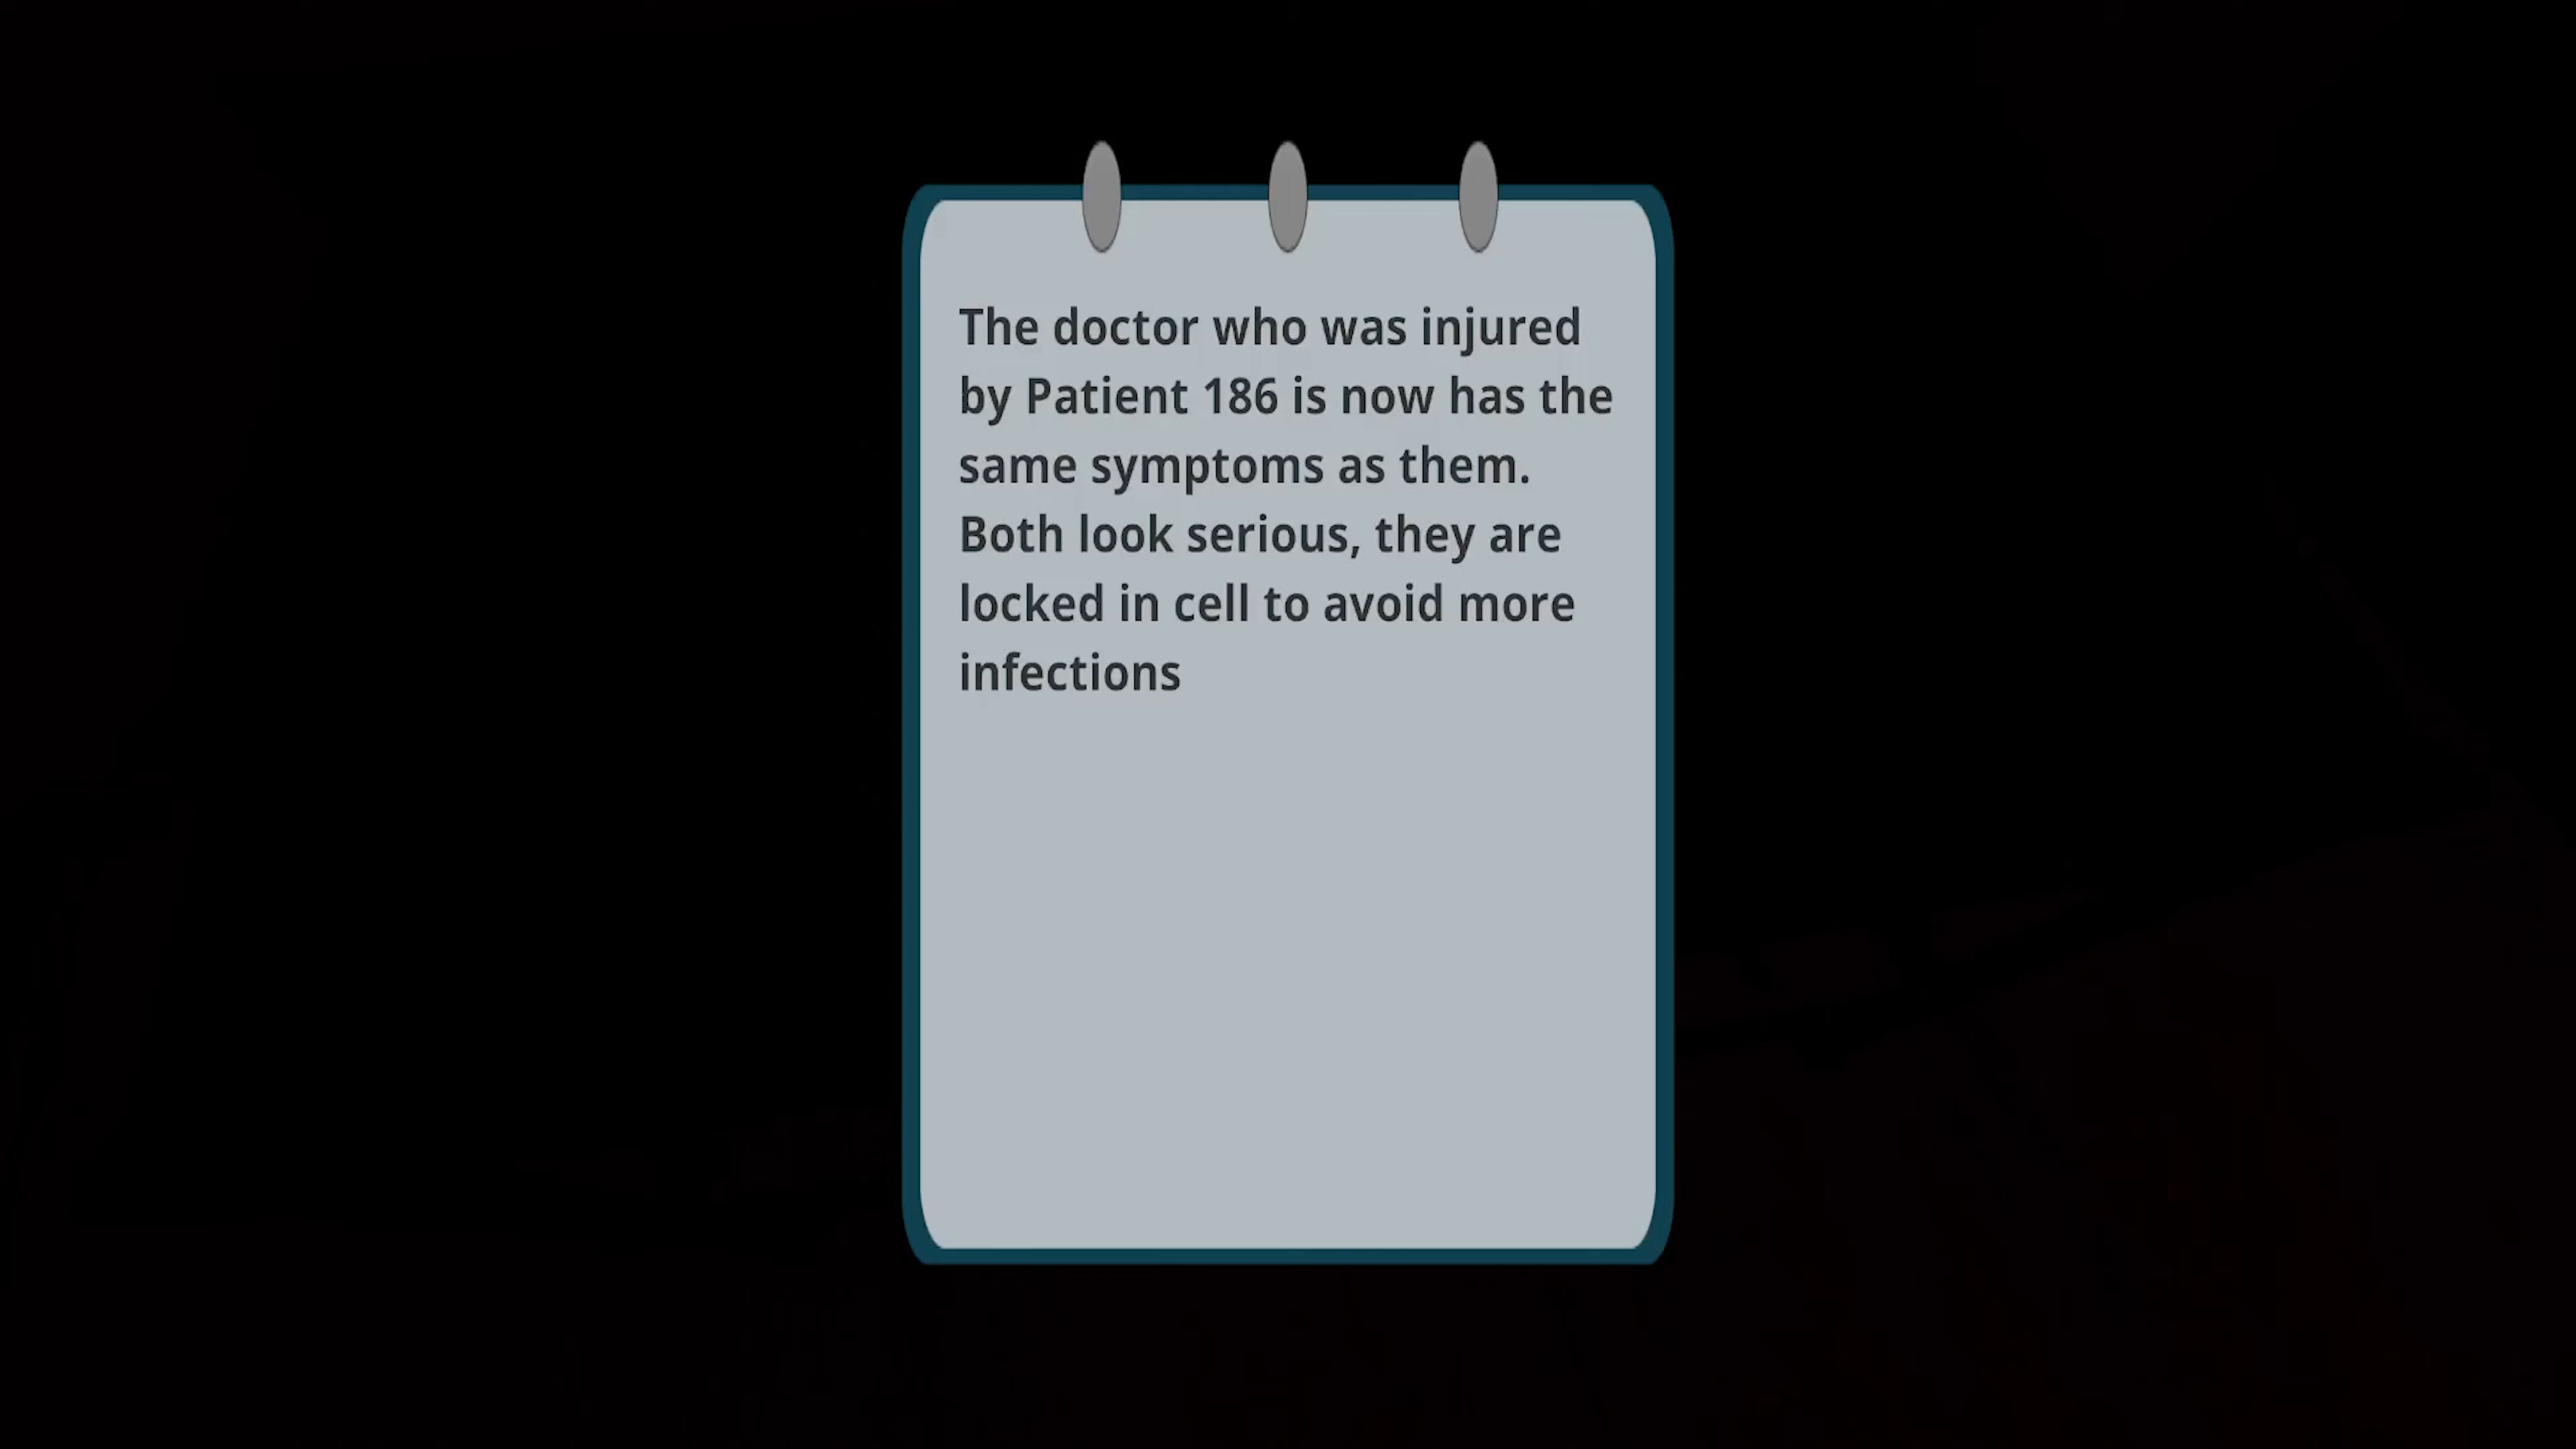 The doctor who was injured
by Patient 186 is now has the
same symptoms as them.
Both look serious, they are
locked in cell to avoid more
infections